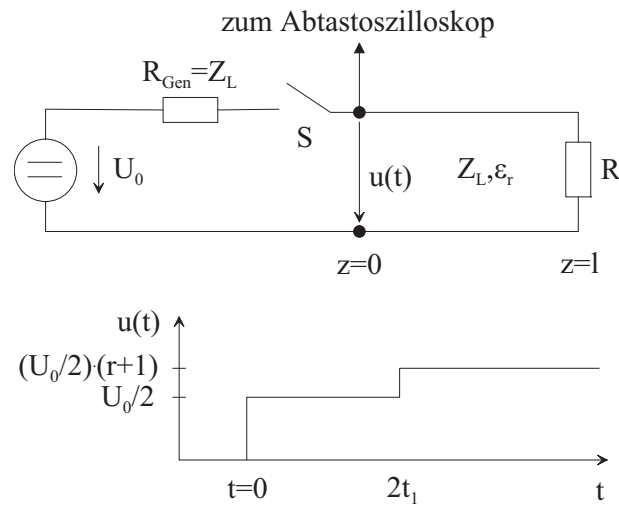 zum Abtastoszilloskop
R_Gen=Z_L
S
U_0
u(t)
Z_L,ε_r
R
z=0
z=l
u(t)
(U_0/2)·(r+1)
U_0/2
t=0
2t_1
t